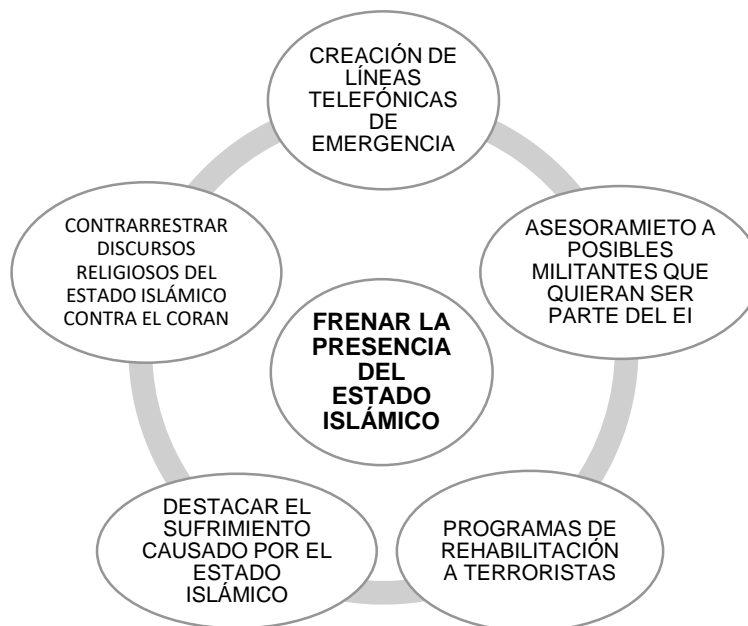 CREACIÓN DE
LÍNEAS
TELEFÓNICAS
DE
EMERGENCIA
ASESORAMIETO A
POSIBLES
MILITANTES QUE
QUIERAN SER
PARTE DEL EI
PROGRAMAS DE
REHABILITACIÓN
A TERRORISTAS
DESTACAR EL
SUFRIMIENTO
CAUSADO POR EL
ESTADO
ISLÁMICO
CONTRARRESTRAR
DISCURSOS
RELIGIOSOS DEL
ESTADO ISLÁMICO
CONTRA EL CORAN
FRENAR LA
PRESENCIA
DEL
ESTADO
ISLÁMICO